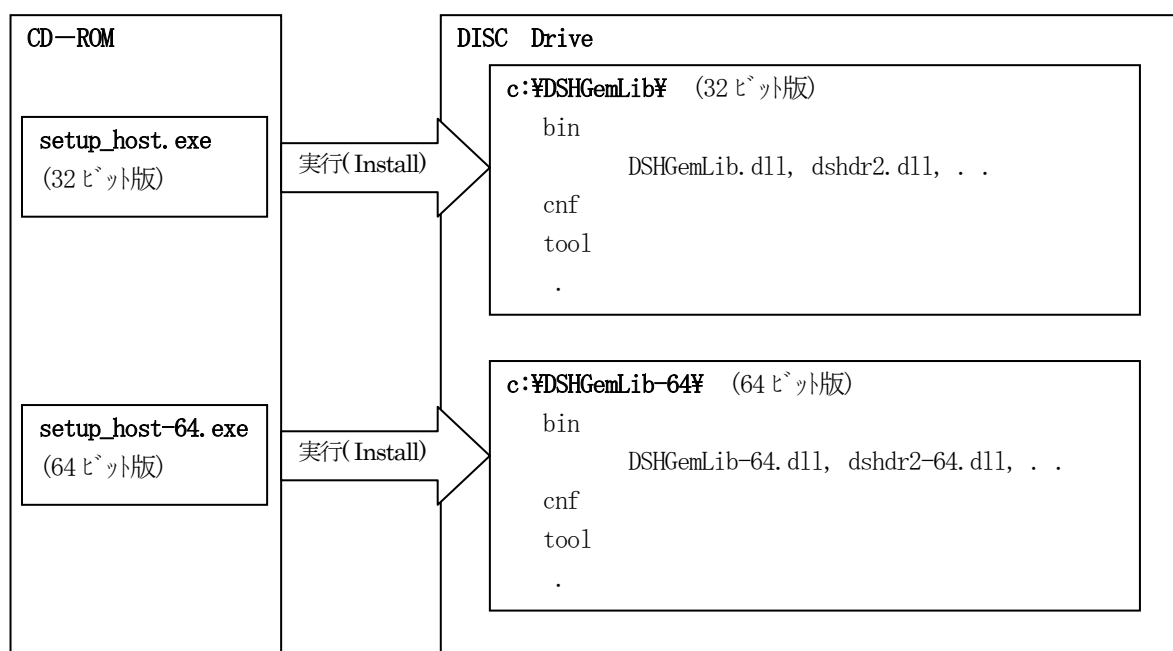 CD－ROM
setup_host.exe
(32ﾋﾞｯﾄ版)
実行(Install)
setup_host-64.exe
(64ﾋﾞｯﾄ版)
実行(Install)
DISC Drive
c:¥DSHGemLib¥ (32ﾋﾞｯﾄ版)
bin
DSHGemLib.dll, dshdr2.dll, . .
cnf
tool
.
c:¥DSHGemLib-64¥ (64ﾋﾞｯﾄ版)
bin
DSHGemLib-64.dll, dshdr2-64.dll, . .
cnf
tool
.